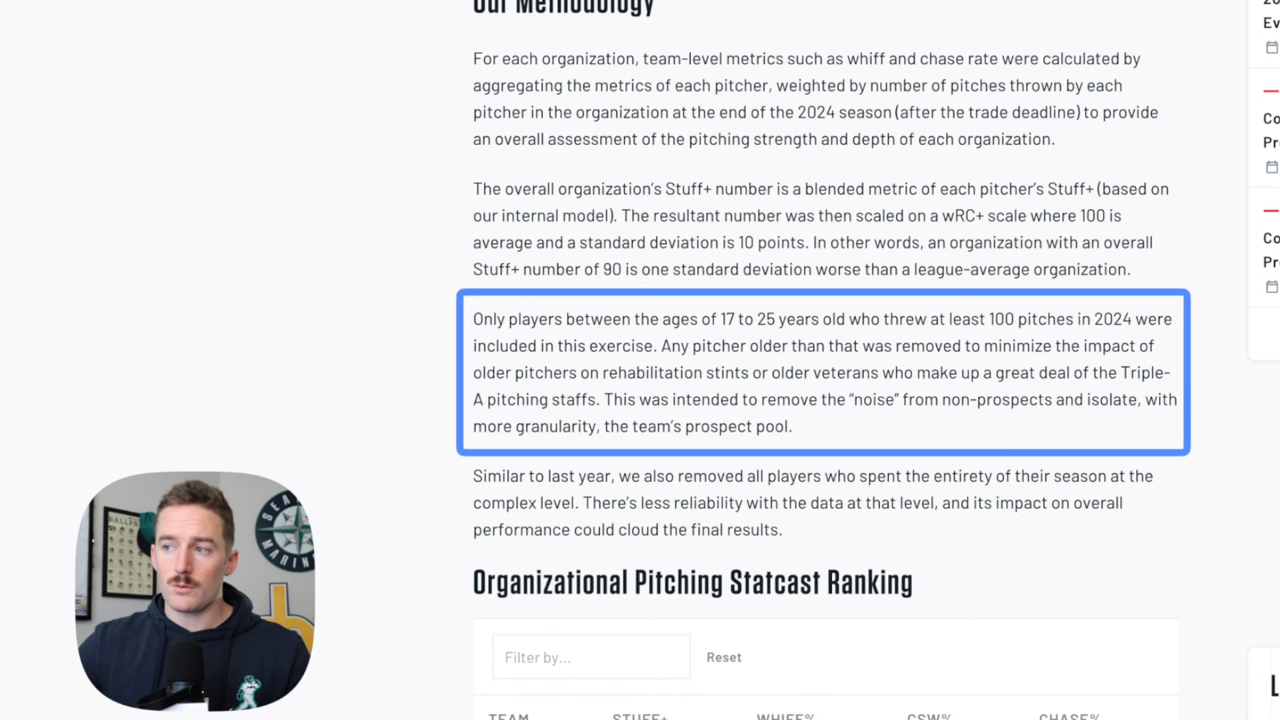 Our Methodology
For each organization, team-level metrics such as whiff and chase rate were calculated by
aggregating the metrics of each pitcher, weighted by number of pitches thrown by each
pitcher in the organization at the end of the 2024 season (after the trade deadline) to provide
an overall assessment of the pitching strength and depth of each organization.
The overall organization's Stuff+ number is a blended metric of each pitcher's Stuff+ (based on
our internal model). The resultant number was then scaled on a wRC+ scale where 100 is
average and a standard deviation is 10 points. In other words, an organization with an overall
Stuff+ number of 90 is one standard deviation worse than a league-average organization.
Only players between the ages of 17 to 25 years old who threw at least 100 pitches in 2024 were
included in this exercise. Any pitcher older than that was removed to minimize the impact of
older pitchers on rehabilitation stints or older veterans who make up a great deal of the Triple-
A pitching staffs. This was intended to remove the “noise” from non-prospects and isolate, with
more granularity, the team's prospect pool.
Similar to last year, we also removed all players who spent the entirety of their season at the
complex level. There's less reliability with the data at that level, and its impact on overall
performance could cloud the final results.
Organizational Pitching Statcast Ranking
Filter by...
Reset
TEAM STUFF+ WHIFF% CSW% CHASE%
Ev
Co
Pr
Co
Pr
L